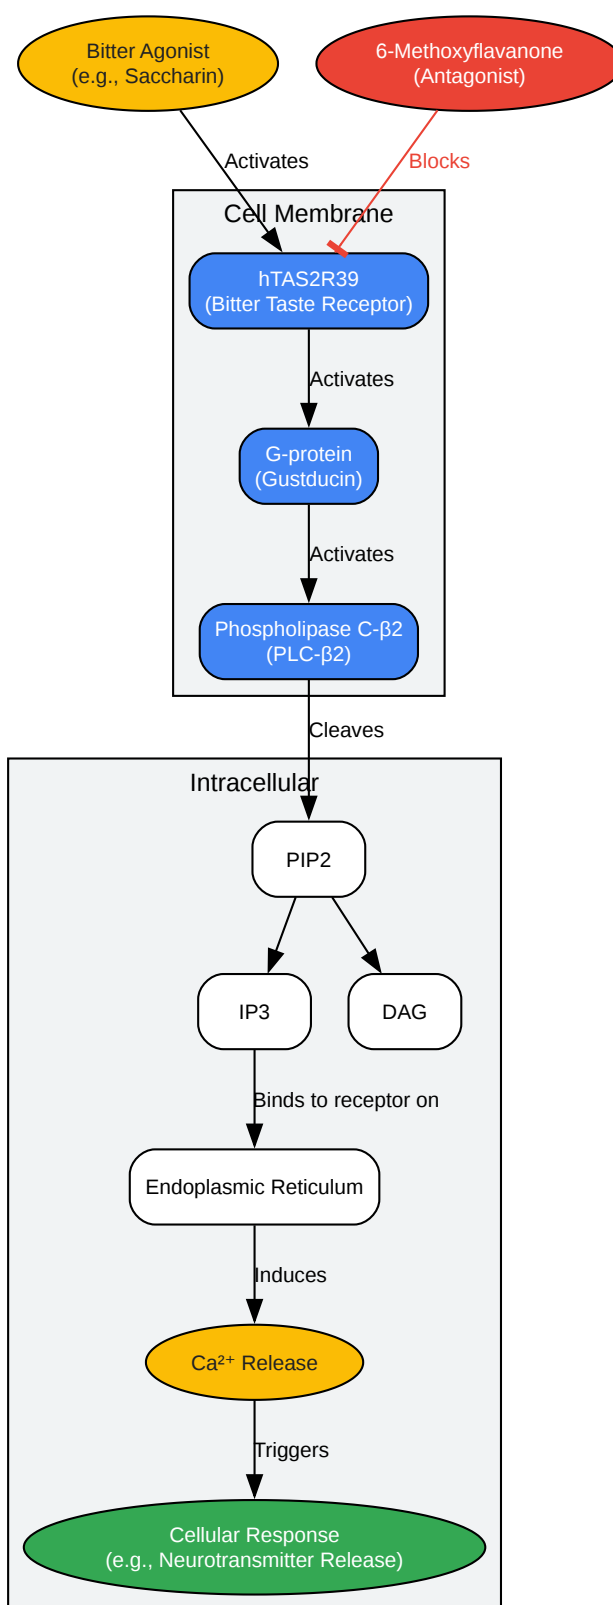 Bitter Agonist
(e.g., Saccharin)
6-Methoxyflavanone
(Antagonist)
Activates
Blocks
Cell Membrane
hTAS2R39
(Bitter Taste Receptor)
Activates
G-protein
(Gustducin)
Activates
Phospholipase C-β2
(PLC-β2)
Cleaves
Intracellular
PIP2
IP3
DAG
Binds to receptor on
Endoplasmic Reticulum
Induces
Ca²⁺ Release
Triggers
Cellular Response
(e.g., Neurotransmitter Release)